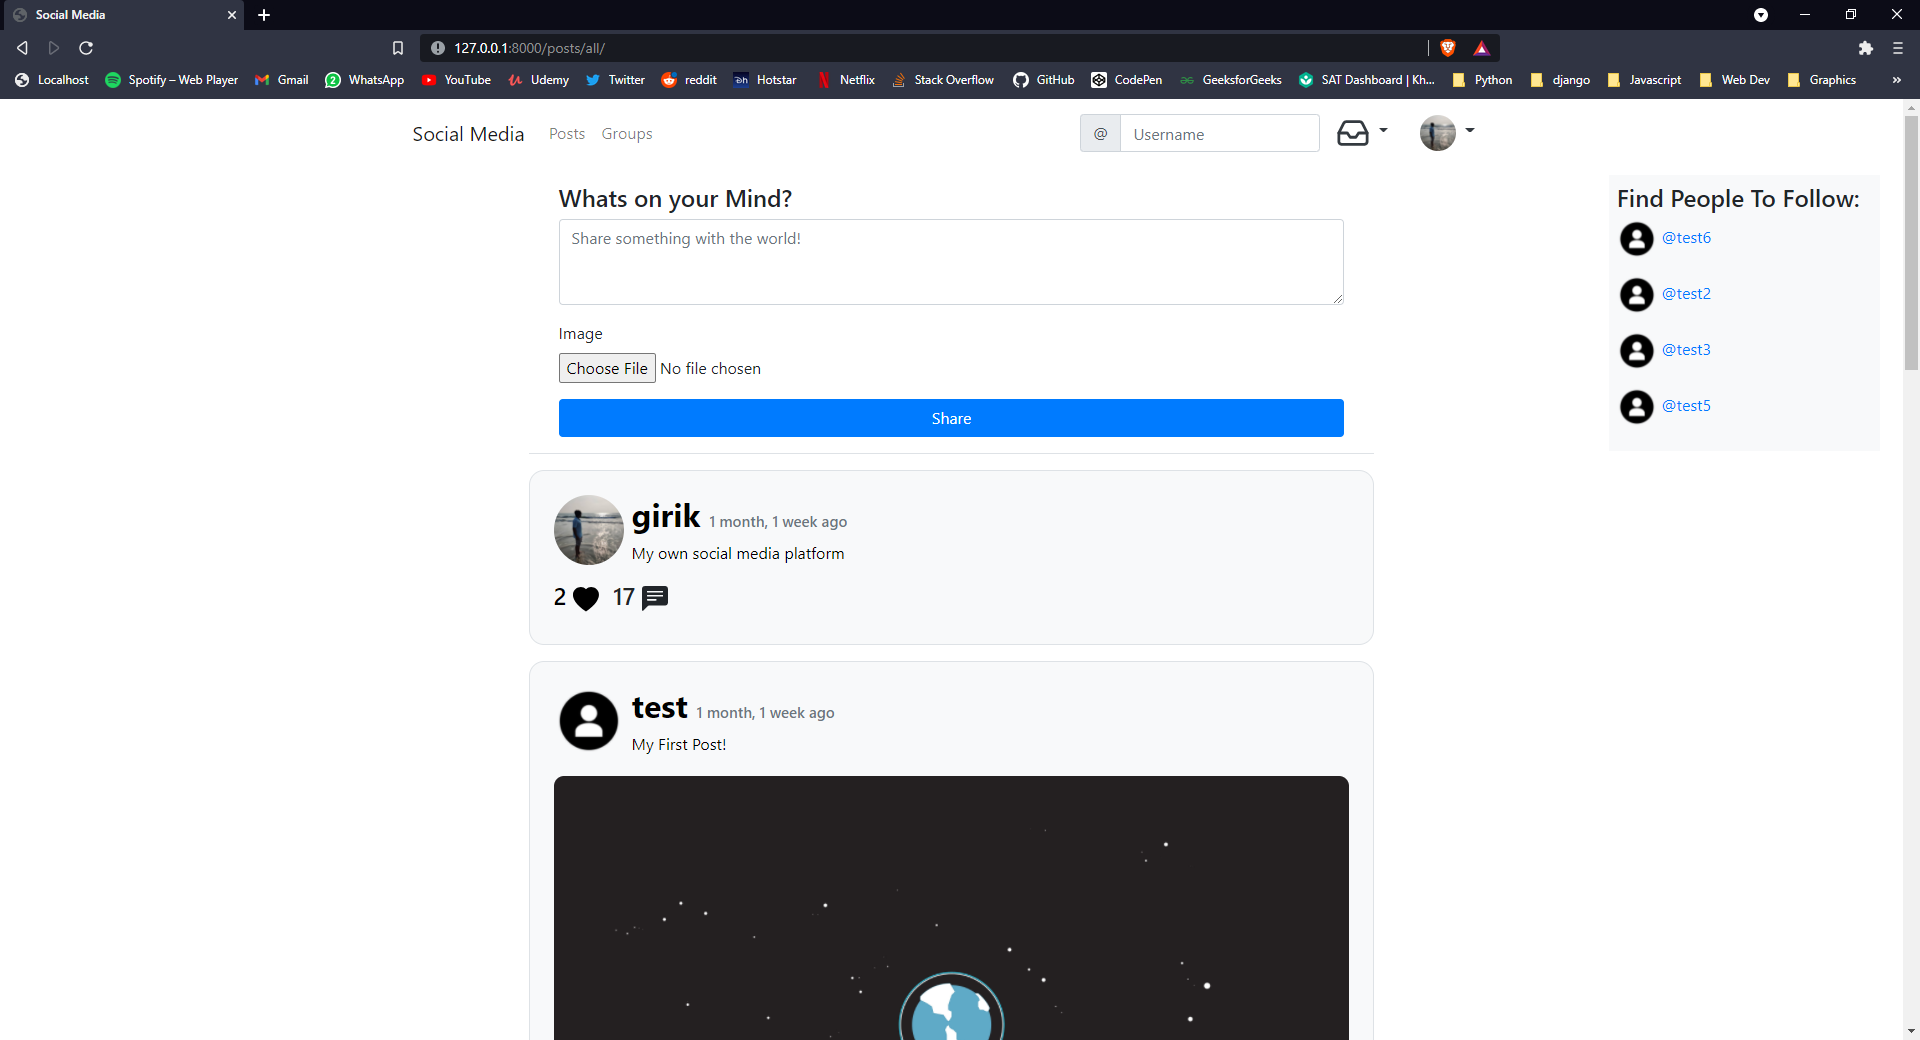 Social Media
127.0.0.1:8000/posts/all/
Localhost Spotify – Web Player Gmail 2 WhatsApp YouTube Udemy Twitter reddit Hotstar Netflix Stack Overflow GitHub CodePen GeeksforGeeks SAT Dashboard | Kh... Python django Javascript Web Dev Graphics »
Social Media Posts Groups @ Username
Whats on your Mind?
Share something with the world!
Image
Choose File No file chosen
Share
Find People To Follow:
@test6
@test2
@test3
@test5
girik 1 month, 1 week ago
My own social media platform
2 17
test 1 month, 1 week ago
My First Post!